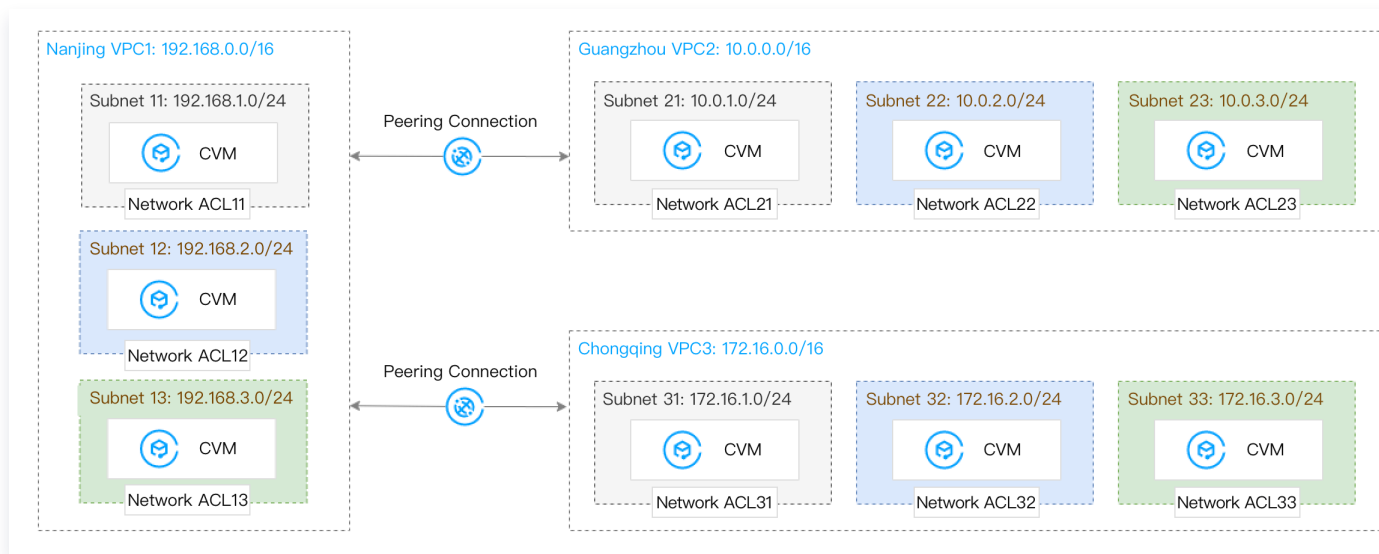 Nanjing VPC1: 192.168.0.0/16
Subnet 11: 192.168.1.0/24
CVM
Network ACL11
Subnet 12: 192.168.2.0/24
CVM
Network ACL12
Subnet 13: 192.168.3.0/24
CVM
Network ACL13
Peering Connection
Peering Connection
Guangzhou VPC2: 10.0.0.0/16
Subnet 21: 10.0.1.0/24
CVM
Network ACL21
Subnet 22: 10.0.2.0/24
CVM
Network ACL22
Subnet 23: 10.0.3.0/24
CVM
Network ACL23
Chongqing VPC3: 172.16.0.0/16
Subnet 31: 172.16.1.0/24
CVM
Network ACL31
Subnet 32: 172.16.2.0/24
CVM
Network ACL32
Subnet 33: 172.16.3.0/24
CVM
Network ACL33